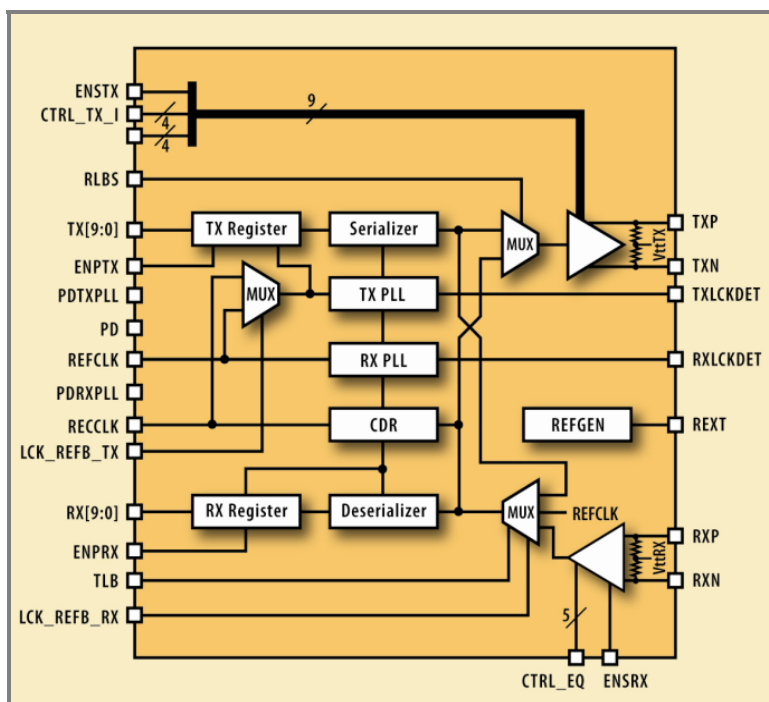 ENSTX
9
CTRL_TX_I
4
4
RLBS
TX[9:0]
TX Register
Serializer
MUX
TXP
VttTX
ENPTX
TXN
PDTXPLL
MUX
TX PLL
TXLCKDET
PD
REFCLK
RX PLL
RXLCKDET
PDRXPLL
RECCLK
CDR
REFGEN
REXT
LCK_REFB_TX
RX[9:0]
RX Register
Deserializer
MUX
REFCLK
RXP
VttRX
ENPRX
TLB
RXN
LCK_REFB_RX
5
CTRL_EQ
ENSRX